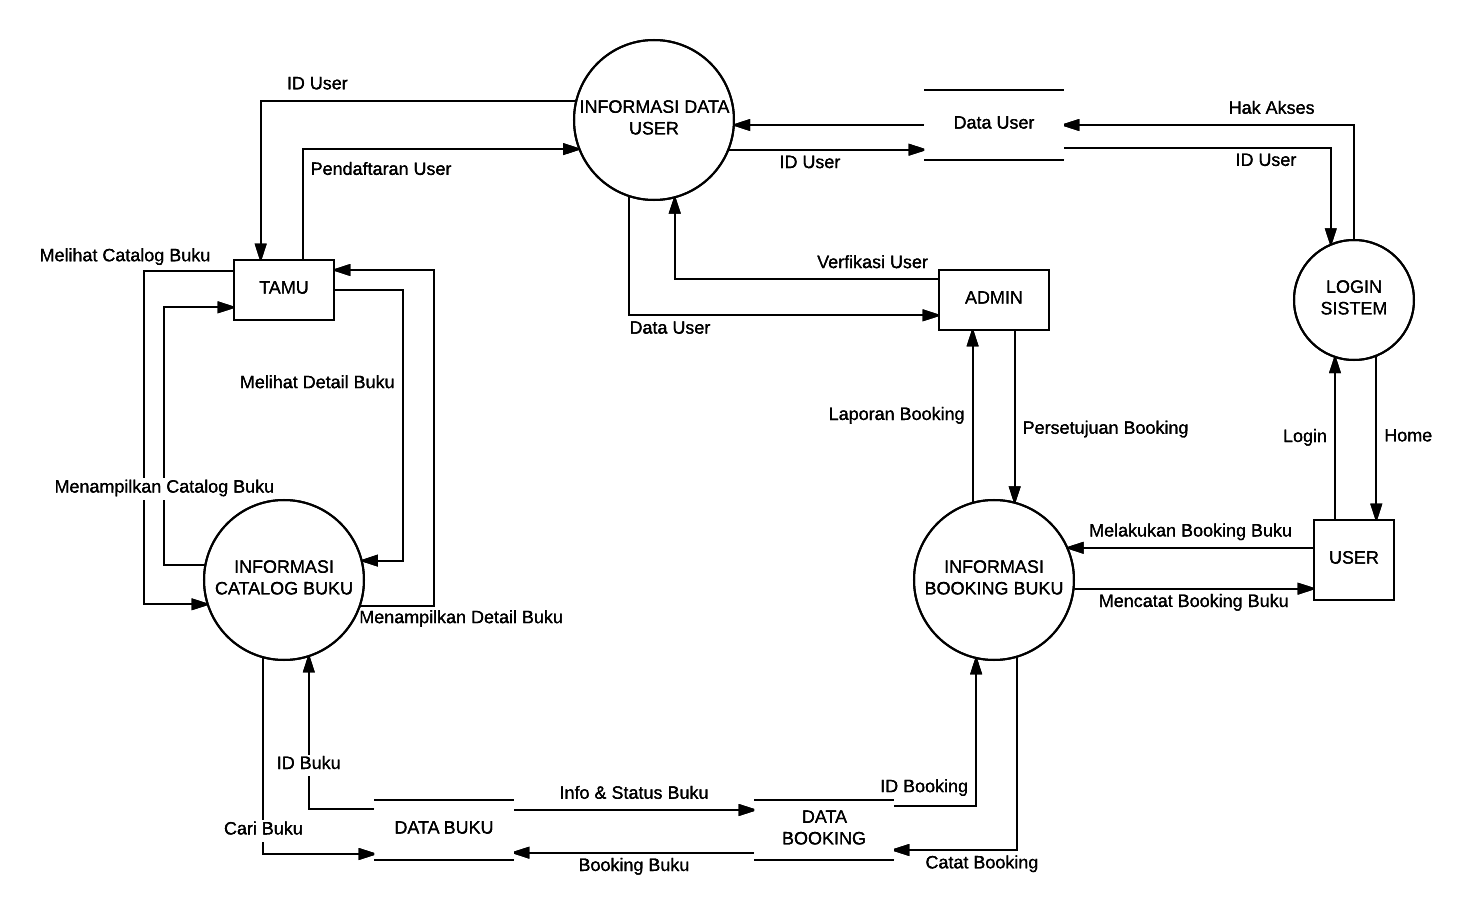 ID User
INFORMASI DATA
USER
Data User
Hak Akses
Pendaftaran User
ID User
ID User
Melihat Catalog Buku
TAMU
Verfikasi User
ADMIN
LOGIN
SISTEM
Data User
Melihat Detail Buku
Laporan Booking
Persetujuan Booking
Login
Home
Menampilkan Catalog Buku
Melakukan Booking Buku
USER
INFORMASI
CATALOG BUKU
INFORMASI
BOOKING BUKU
Mencatat Booking Buku
Menampilkan Detail Buku
ID Buku
Info & Status Buku
ID Booking
Cari Buku
DATA BUKU
DATA
BOOKING
Booking Buku
Catat Booking